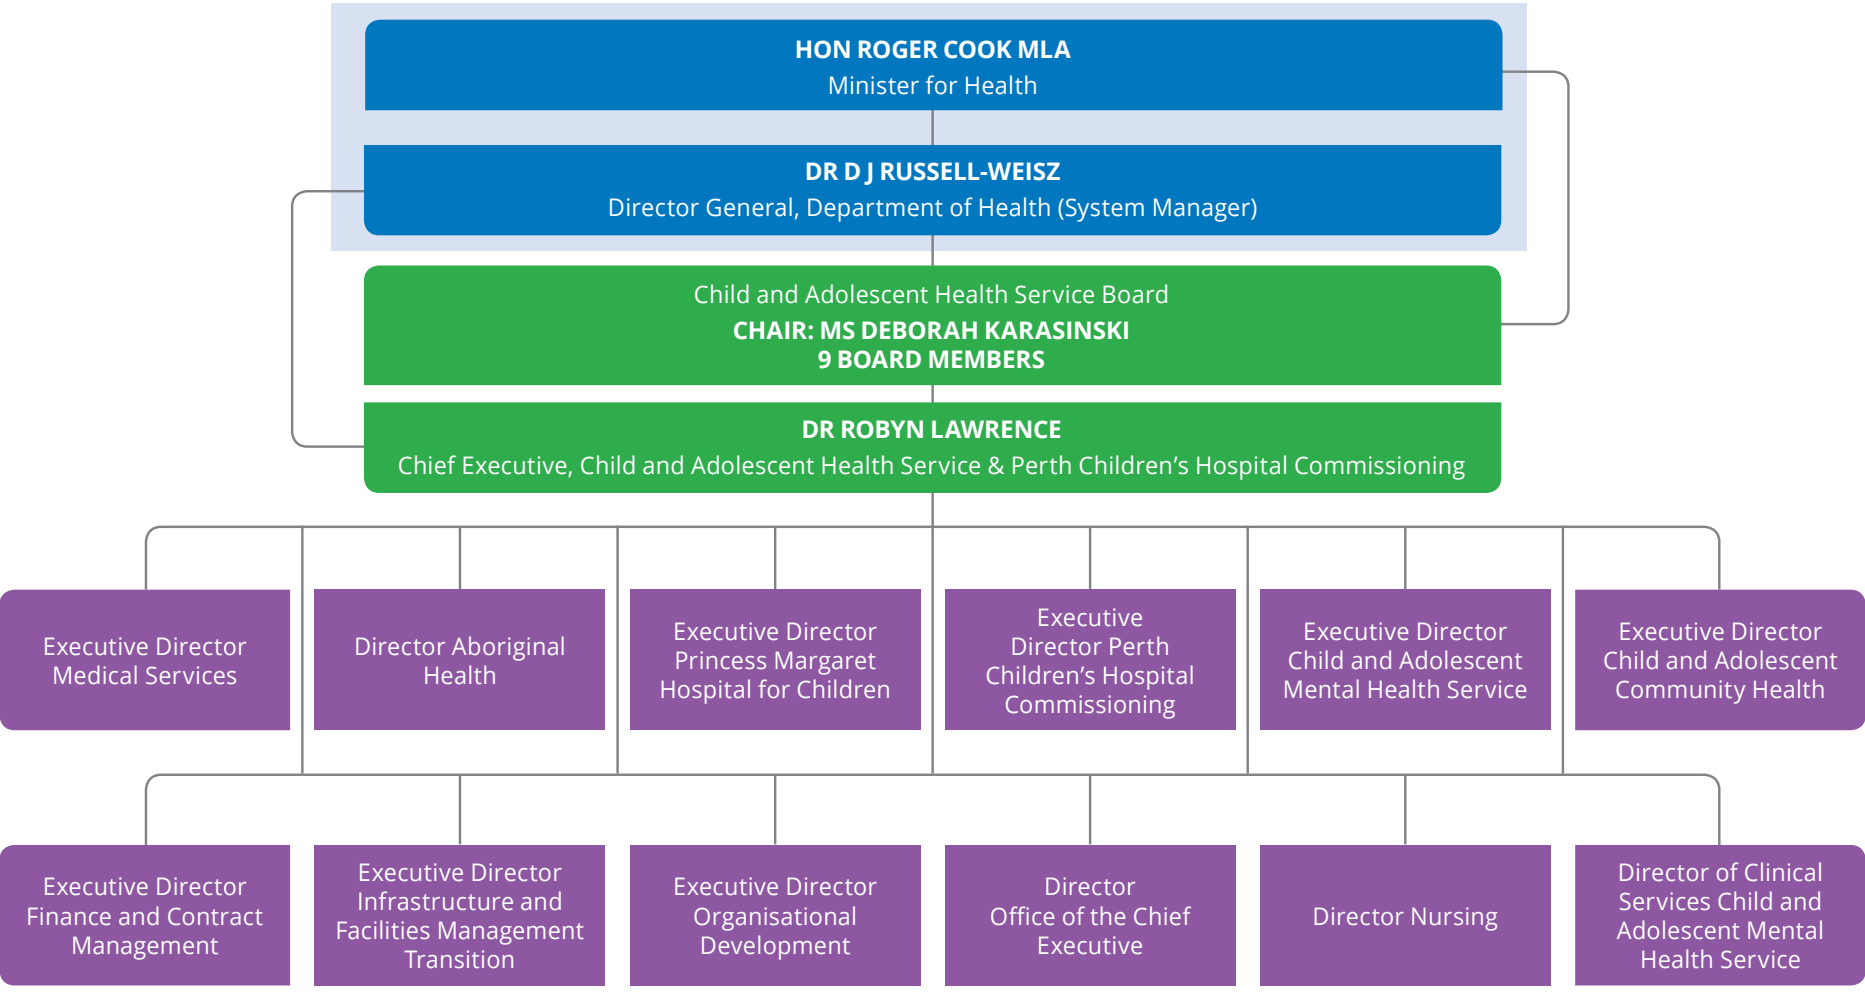 HON ROGER COOK MLA
Minister for Health
DR D J RUSSELL-WEISZ
Director General, Department of Health (System Manager)
Child and Adolescent Health Service Board
CHAIR: MS DEBORAH KARASINSKI
9 BOARD MEMBERS
DR ROBYN LAWRENCE
Chief Executive, Child and Adolescent Health Service & Perth Children’s Hospital Commissioning
Executive Director
Medical Services
Director Aboriginal
Health
Executive Director
Princess Margaret
Hospital for Children
Executive
Director Perth
Children’s Hospital
Commissioning
Executive Director
Child and Adolescent
Mental Health Service
Executive Director
Child and Adolescent
Community Health
Executive Director
Finance and Contract
Management
Executive Director
Infrastructure and
Facilities Management
Transition
Executive Director
Organisational
Development
Director
Office of the Chief
Executive
Director Nursing
Director of Clinical
Services Child and
Adolescent Mental
Health Service